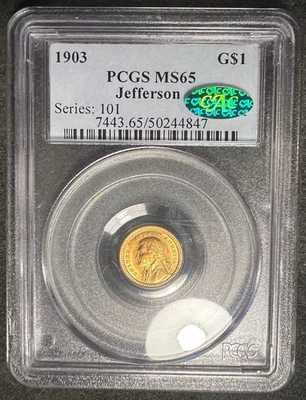 1903 G$1
PCGS MS65
Jefferson
Series: 101
7443.65/50244847
CAC
PCGS